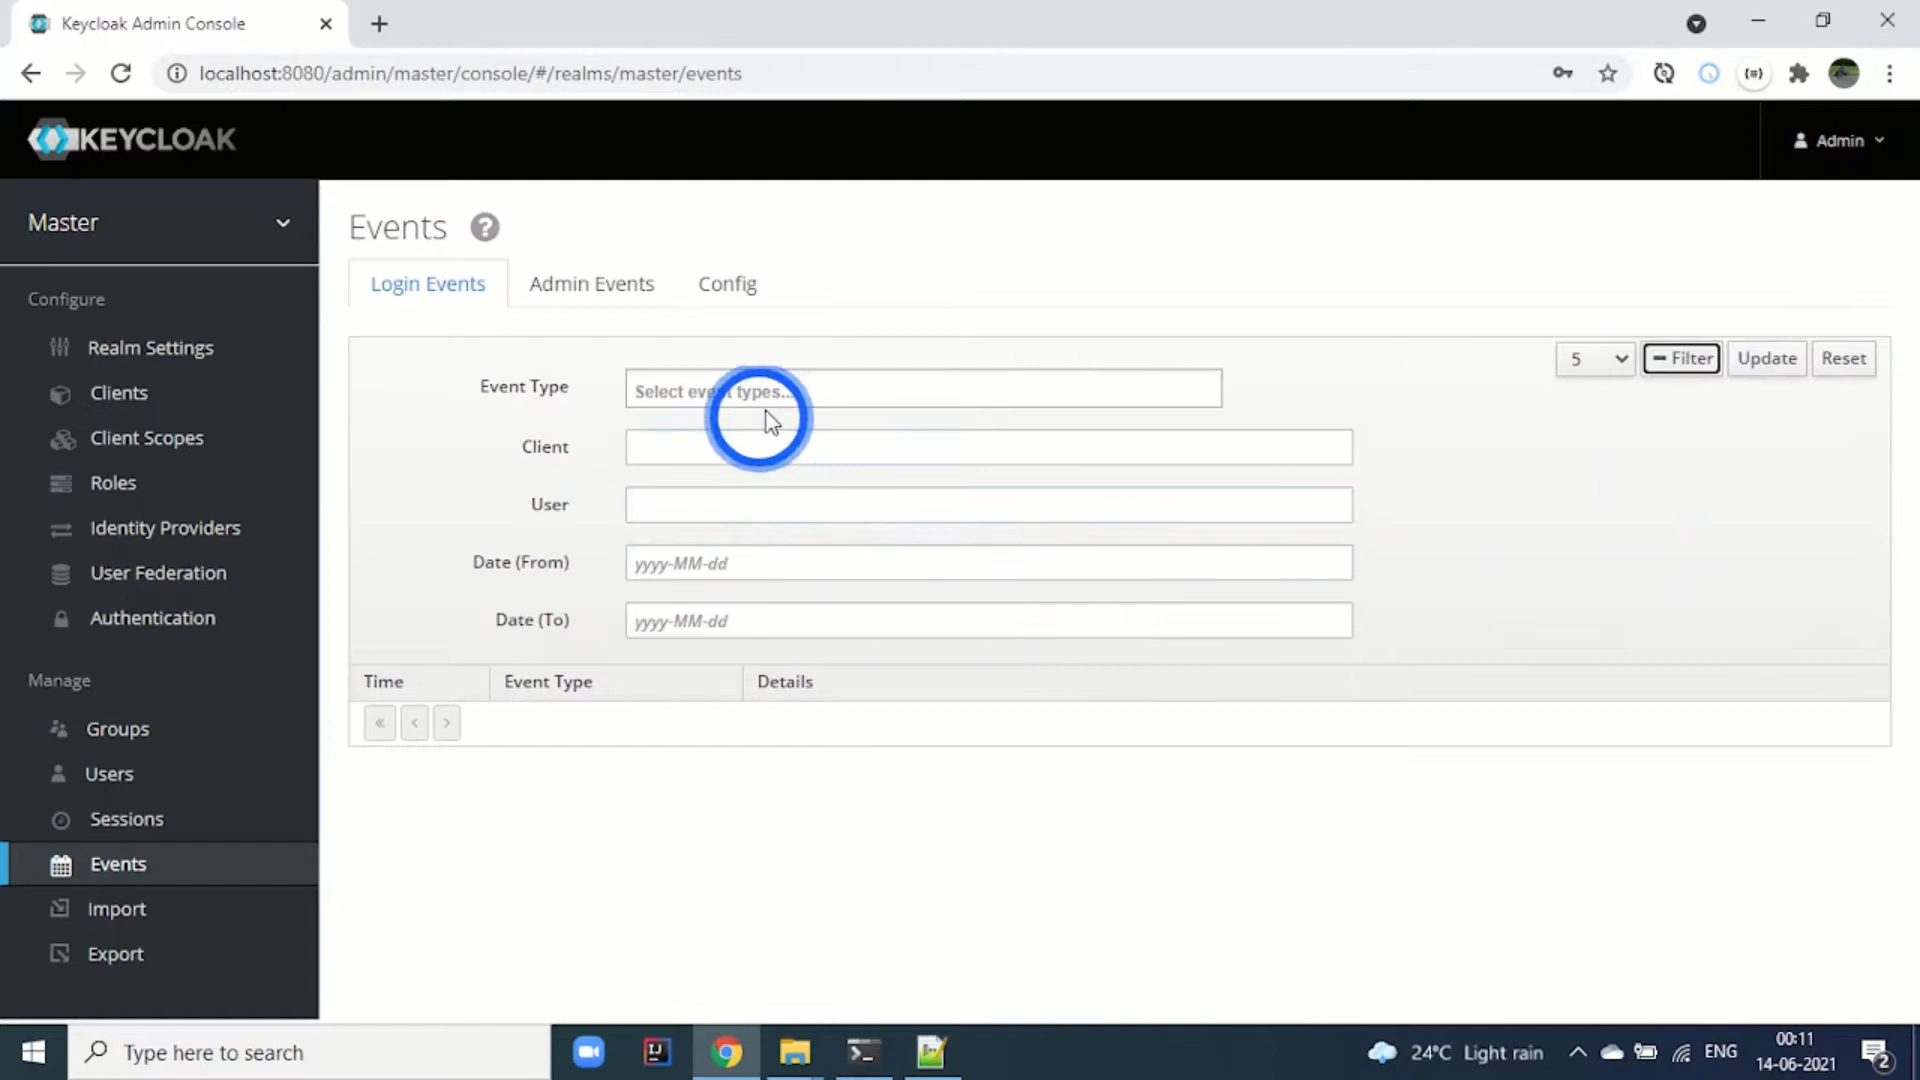 Keycloak Admin Console
localhost:8080/admin/master/console/#/realms/master/events
KEYCLOAK
Admin
Master
Configure
Realm Settings
Clients
Client Scopes
Roles
Identity Providers
User Federation
Authentication
Manage
Groups
Users
Sessions
Events
Import
Export
Events
Login Events Admin Events Config
5 Filter Update Reset
Event Type Select event types...
Client
User
Date (From) yyyy-MM-dd
Date (To) yyyy-MM-dd
Time Event Type Details
Type here to search
24°C Light rain
ENG
00:11
14-06-2021
2